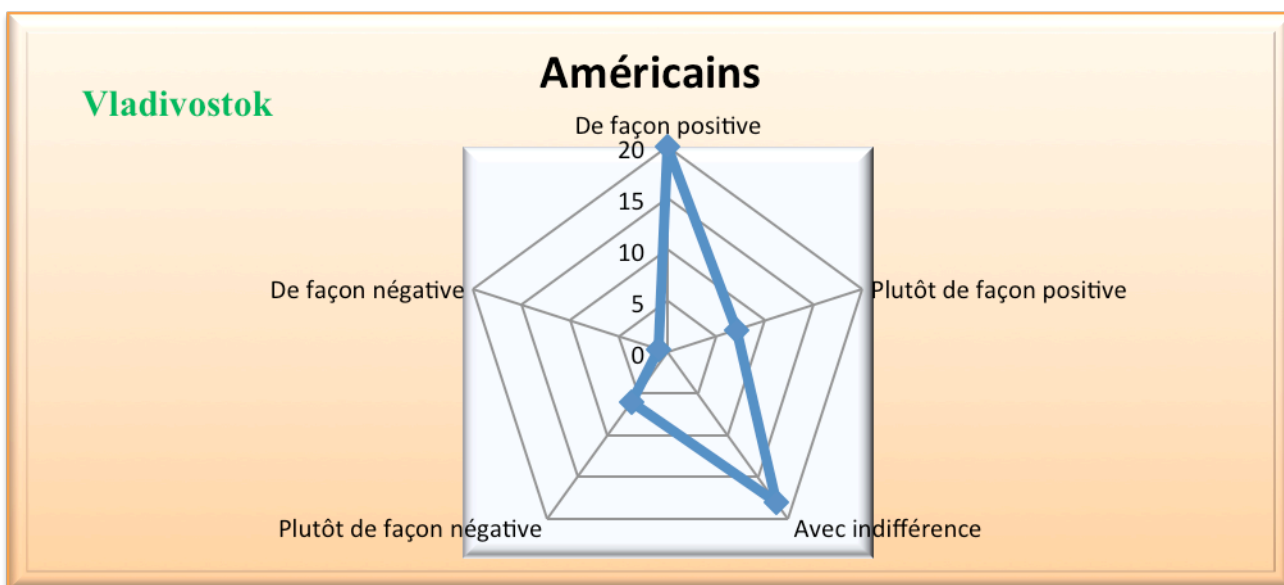 Américains
Vladivostok
De façon positive
20
15
10
5
0
Plutôt de façon positive
De façon négative
Plutôt de façon négative
Avec indifférence